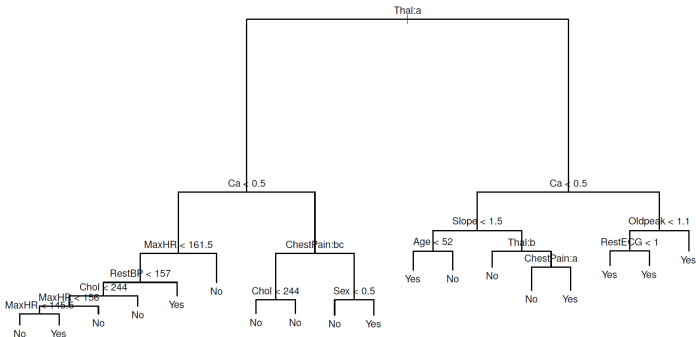 Thal:a
Ca < 0.5
Ca < 0.5
Slope < 1.5
Oldpeak < 1.1
MaxHR < 161.5
ChestPain:bc
Age < 52
Thal:b
RestECG < 1
ChestPain:a
Yes
RestBP < 157
Yes
No
No
Yes
Yes
Chol < 244
No
Chol < 244
Sex < 0.5
MaxHR < 156
No
Yes
MaxHR < 145.5
Yes
No
No
No
No
No
Yes
No
Yes